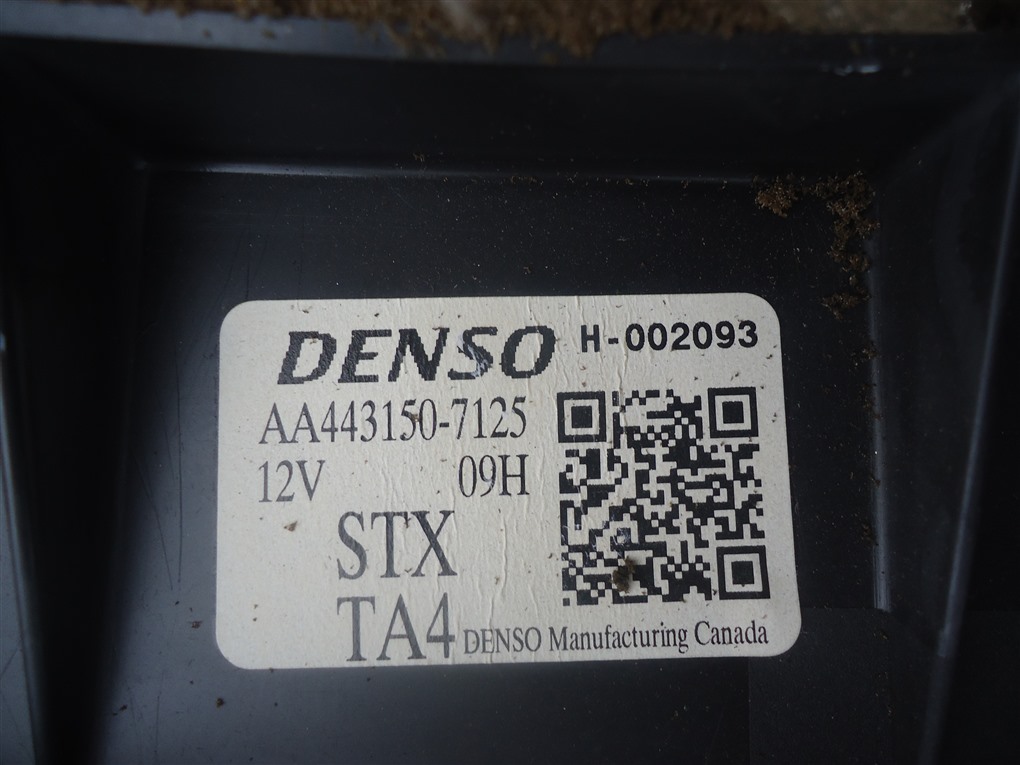 DENSO H-002093
AA443150-7125
12V 09H
STX
TA4 DENSO Manufacturing Canada